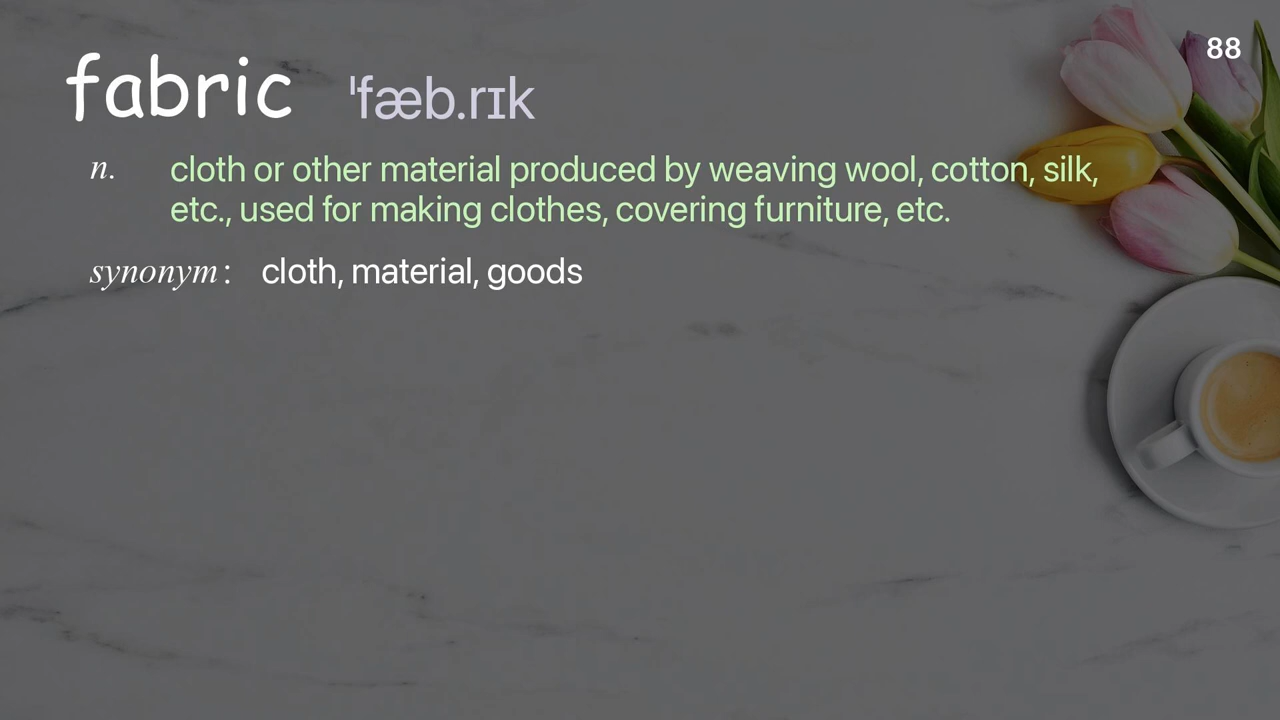 88
fabric ˈfæb.rɪk
n. cloth or other material produced by weaving wool, cotton, silk,
etc., used for making clothes, covering furniture, etc.
synonym: cloth, material, goods